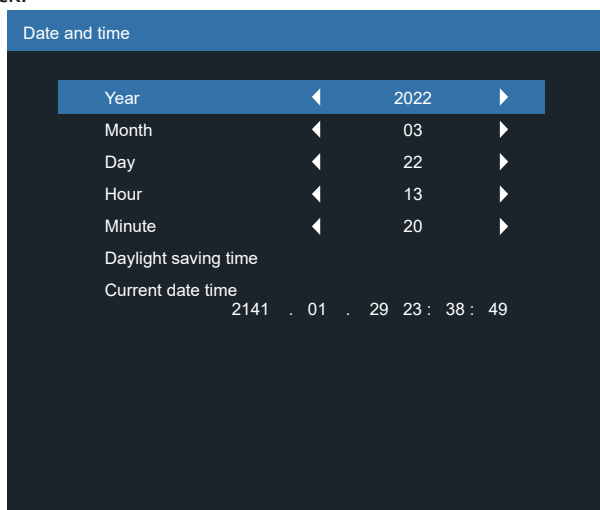 Date and time
Year 2022
Month 03
Day 22
Hour 13
Minute 20
Daylight saving time
Current date time
2141 . 01 . 29 23 : 38 : 49